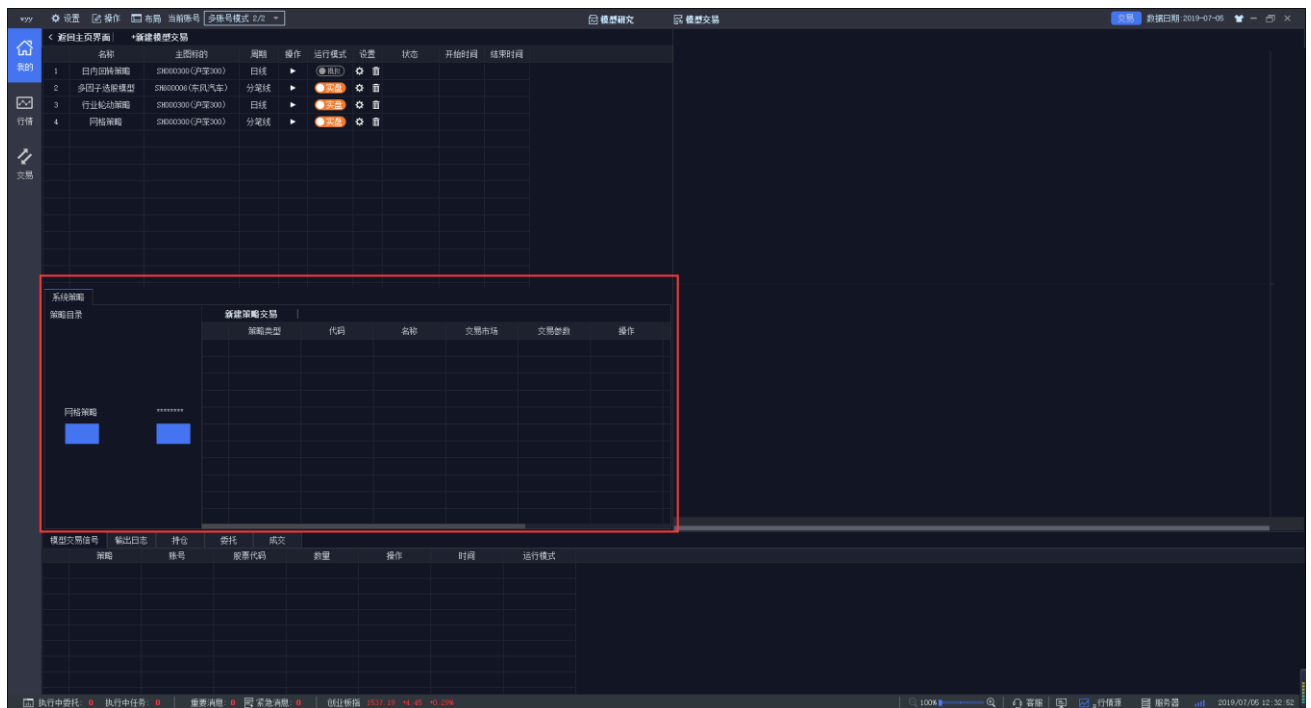 xyy 设置 操作 布局 当前账号 多账号模式 2/2 模型研究 模型交易 交易 数据日期:2019-07-05
我的
行情
交易
< 返回主页界面 +新建模型交易
名称 主图标的 周期 操作 运行模式 设置 状态 开始时间 结束时间
1 日内回转策略 SH000300(沪深300) 日线 模拟
2 多因子选股模型 SH600006(东风汽车) 分笔线 实盘
3 行业轮动策略 SH000300(沪深300) 日线 实盘
4 网格策略 SH000300(沪深300) 分笔线 实盘
系统策略
策略目录 新建策略交易
策略类型 代码 名称 交易市场 交易参数 操作
网格策略 ********
模型交易信号 输出日志 持仓 委托 成交
策略 账号 股票代码 数量 操作 时间 运行模式
执行中委托: 0 执行中任务: 0 重要消息: 0 紧急消息: 0 创业板指 1537.19 +4.45 +0.29% 100% 客服 行情源 服务器 2019/07/05 12:32:52